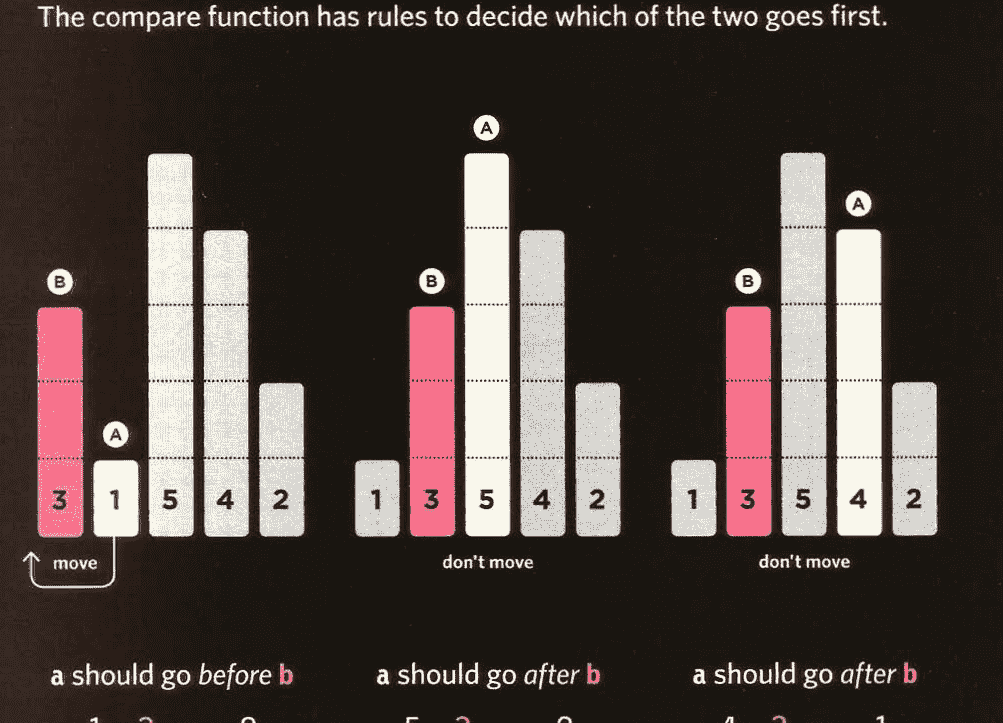 The compare function has rules to decide which of the two goes first.
A
A
B
B
B
A
3 1 5 4 2
1 3 5 4 2
1 3 5 4 2
move
don't move
don't move
a should go before b
a should go after b
a should go after b